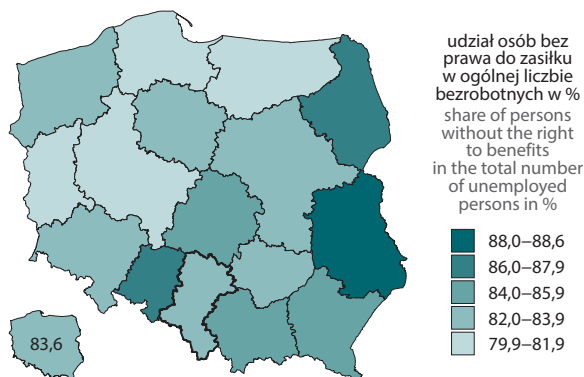 udział osób bez
prawa do zasiłku
w ogólnej liczbie
bezrobotnych w %
share of persons
without the right
to benefits
in the total number
of unemployed
persons in %
88,0–88,6
86,0–87,9
84,0–85,9
82,0–83,9
79,9–81,9
83,6